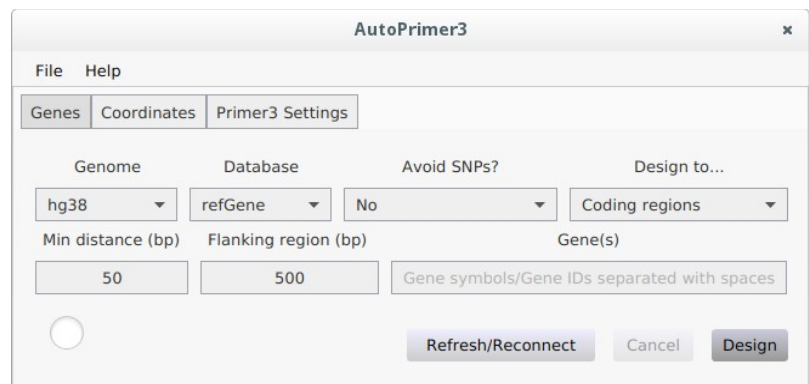 AutoPrimer3 ×
File Help
Genes Coordinates Primer3 Settings
Genome Database Avoid SNPs? Design to...
hg38 refGene No Coding regions
Min distance (bp) Flanking region (bp) Gene(s)
50 500 Gene symbols/Gene IDs separated with spaces
Refresh/Reconnect Cancel Design